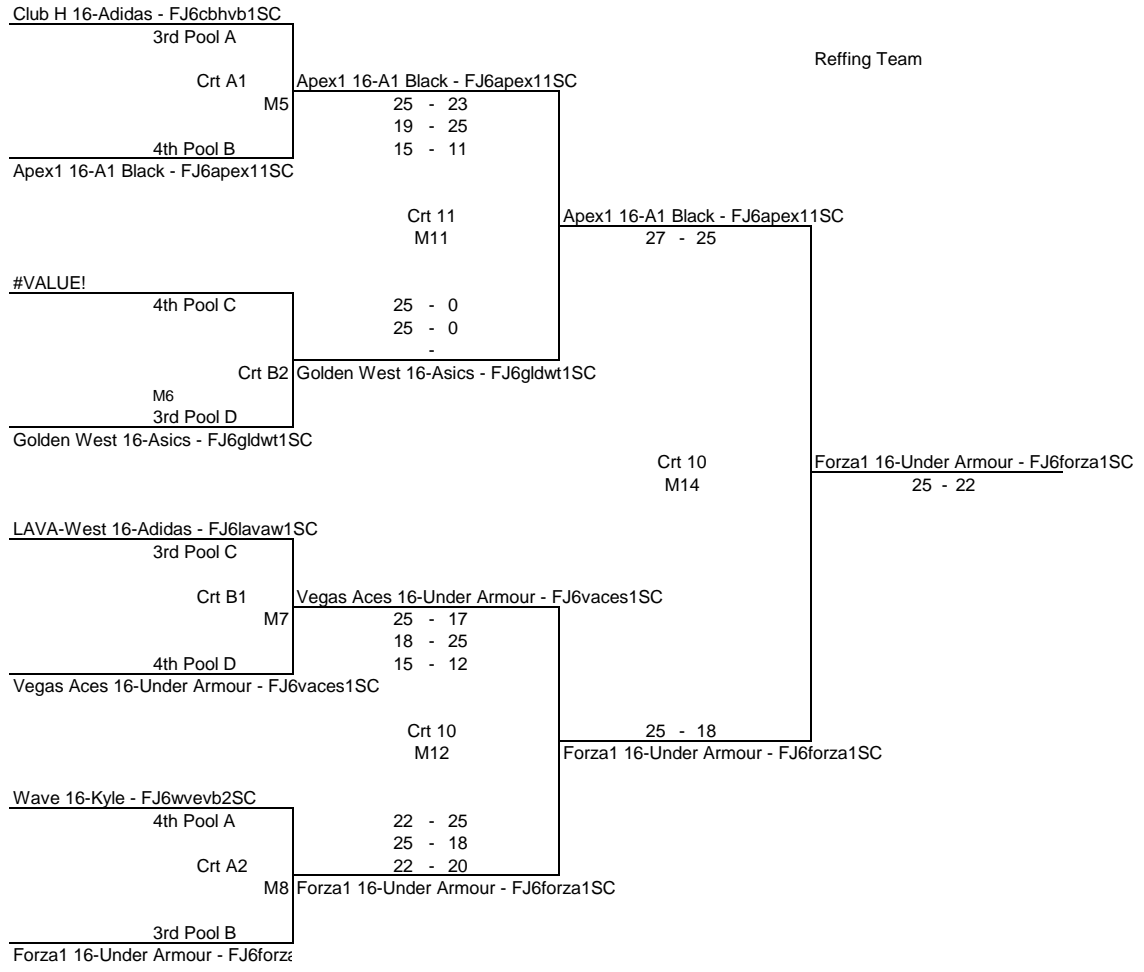 Club H 16-Adidas - FJ6cbhvb1SC
3rd Pool A
Reffing Team
Crt A1
Apex1 16-A1 Black - FJ6apex11SC
M5
25 - 23
19 - 25
4th Pool B
15 - 11
Apex1 16-A1 Black - FJ6apex11SC
Crt 11
Apex1 16-A1 Black - FJ6apex11SC
M11
27 - 25
#VALUE!
4th Pool C
25 - 0
25 - 0
-
Crt B2
Golden West 16-Asics - FJ6gldwt1SC
M6
3rd Pool D
Golden West 16-Asics - FJ6gldwt1SC
Crt 10
Forza1 16-Under Armour - FJ6forza1SC
M14
25 - 22
LAVA-West 16-Adidas - FJ6lavaw1SC
3rd Pool C
Crt B1
Vegas Aces 16-Under Armour - FJ6vaces1SC
M7
25 - 17
18 - 25
4th Pool D
15 - 12
Vegas Aces 16-Under Armour - FJ6vaces1SC
Crt 10
25 - 18
M12
Forza1 16-Under Armour - FJ6forza1SC
Wave 16-Kyle - FJ6wvevb2SC
4th Pool A
22 - 25
25 - 18
Crt A2
22 - 20
M8
Forza1 16-Under Armour - FJ6forza1SC
3rd Pool B
Forza1 16-Under Armour - FJ6forza